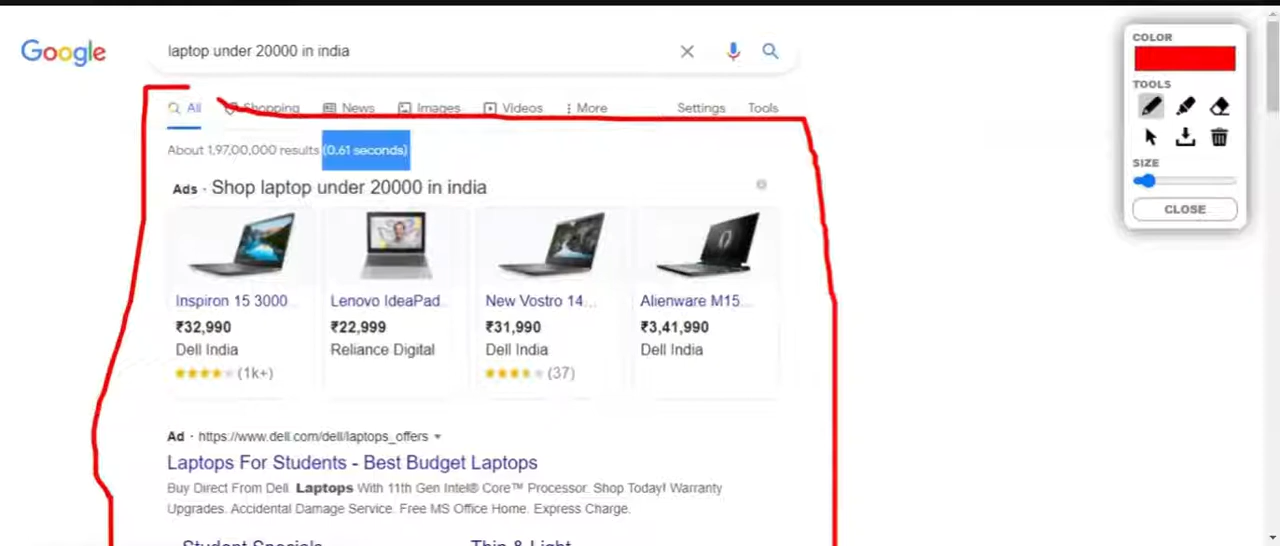 Google
laptop under 20000 in india
All Shopping News Images Videos More Settings Tools
About 1,97,00,000 results (0.61 seconds)
Ads · Shop laptop under 20000 in india
Inspiron 15 3000 Lenovo IdeaPad... New Vostro 14... Alienware M15...
₹32,990 ₹22,999 ₹31,990 ₹3,41,990
Dell India Reliance Digital Dell India Dell India
(1k+) (37)
Ad · https://www.dell.com/dell/laptops_offers
Laptops For Students - Best Budget Laptops
Buy Direct From Dell. Laptops With 11th Gen Intel® Core™ Processor. Shop Today! Warranty
Upgrades. Accidental Damage Service. Free MS Office Home. Express Charge.
Student Specials Thin & Light
COLOR
TOOLS
SIZE
CLOSE